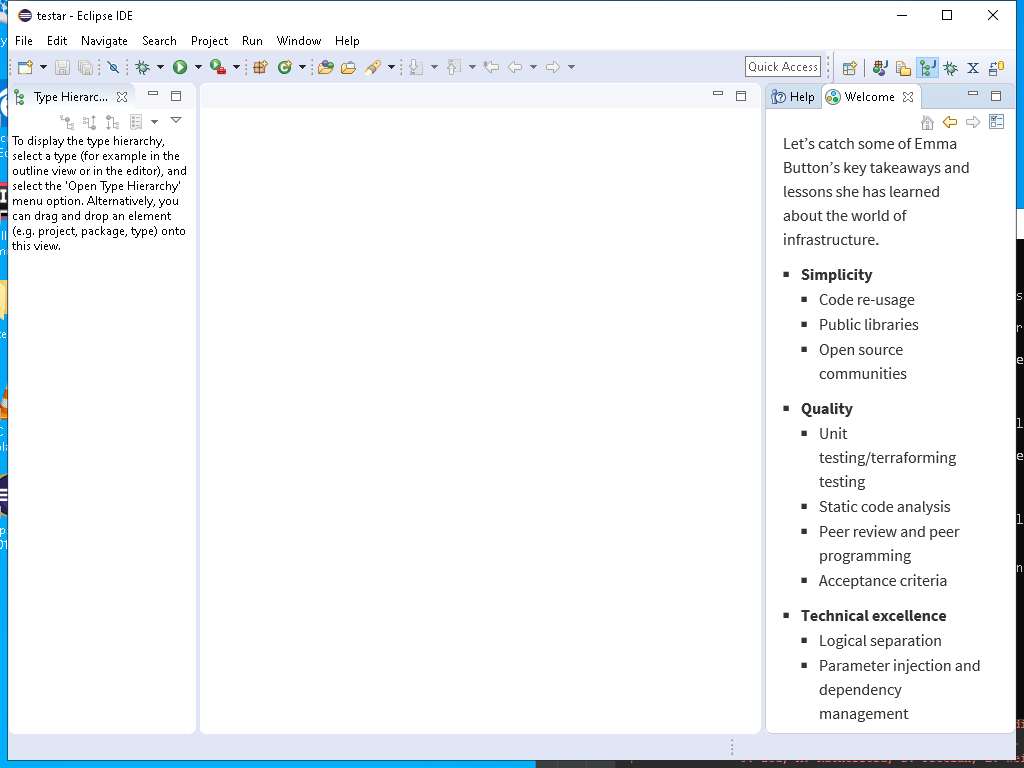 testar - Eclipse IDE
File Edit Navigate Search Project Run Window Help
Quick Access
Type Hierarc...
To display the type hierarchy,
select a type (for example in the
outline view or in the editor), and
select the 'Open Type Hierarchy'
menu option. Alternatively, you
can drag and drop an element
(e.g. project, package, type) onto
this view.
Help Welcome
Let’s catch some of Emma
Button’s key takeaways and
lessons she has learned
about the world of
infrastructure.
▪ Simplicity
▪ Code re-usage
▪ Public libraries
▪ Open source
communities
▪ Quality
▪ Unit
testing/terraforming
testing
▪ Static code analysis
▪ Peer review and peer
programming
▪ Acceptance criteria
▪ Technical excellence
▪ Logical separation
▪ Parameter injection and
dependency
management